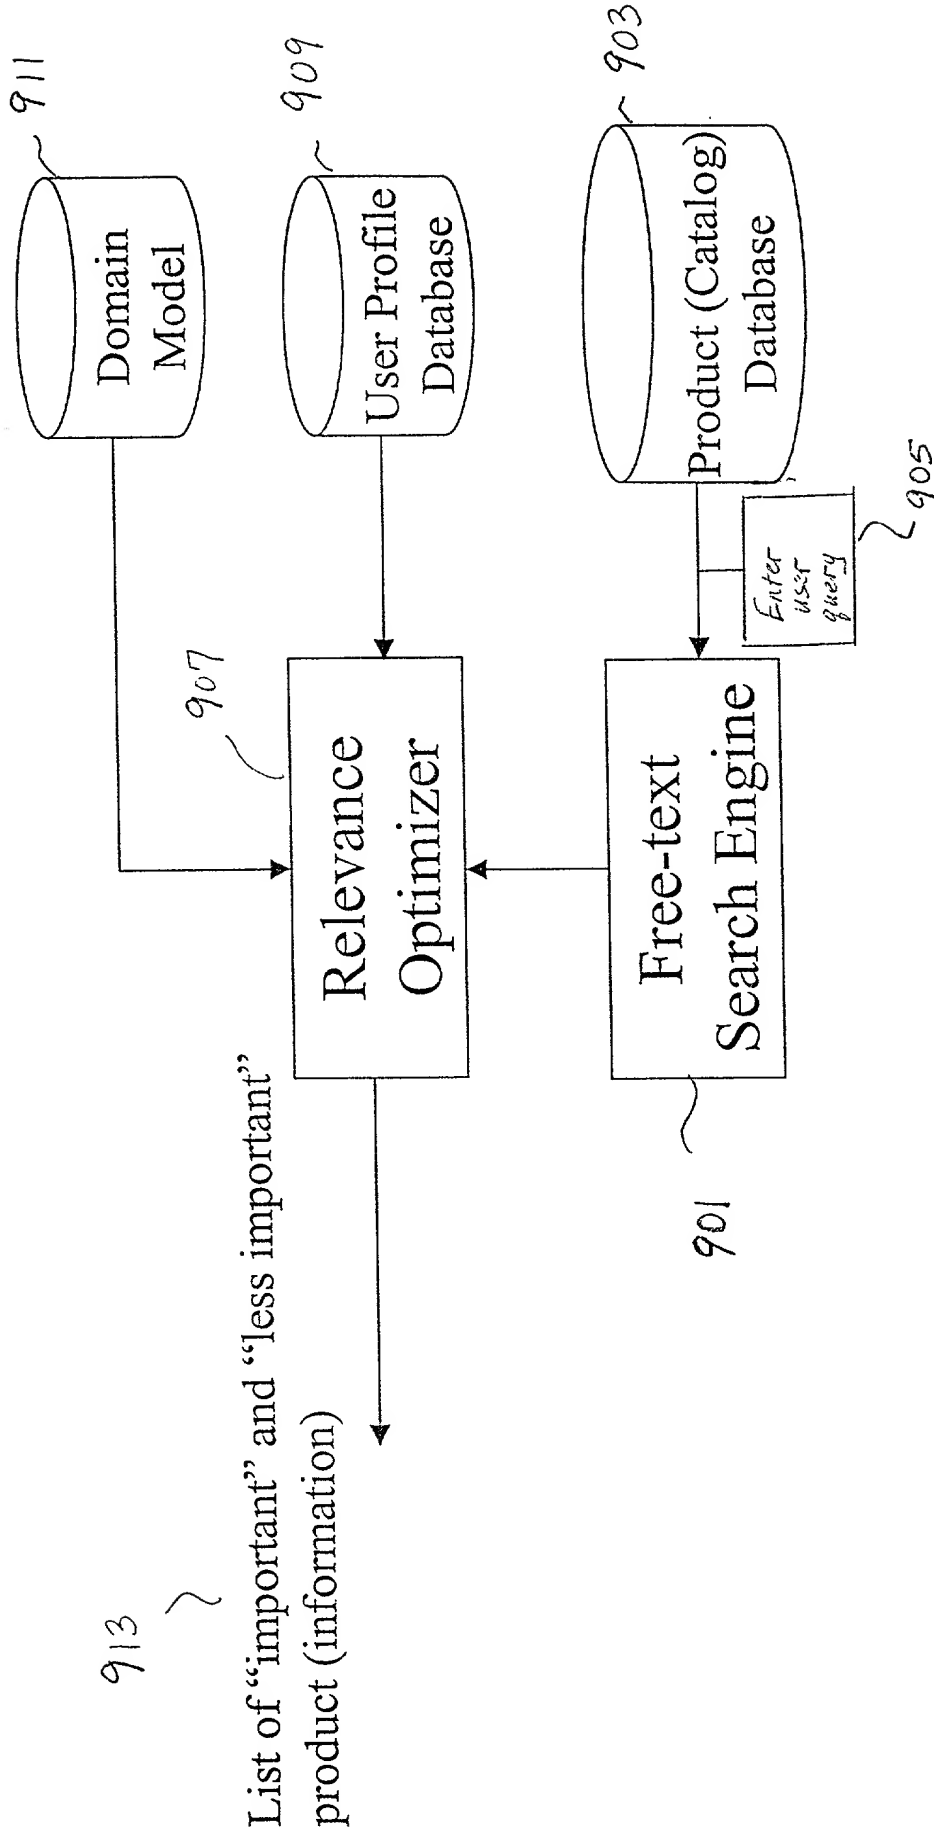 911
Domain
Model
909
User Profile
Database
903
Product (Catalog)
Database
Enter
user
query
905
907
Relevance
Optimizer
Free-text
Search Engine
901
913
List of “important” and “less important”
product (information)